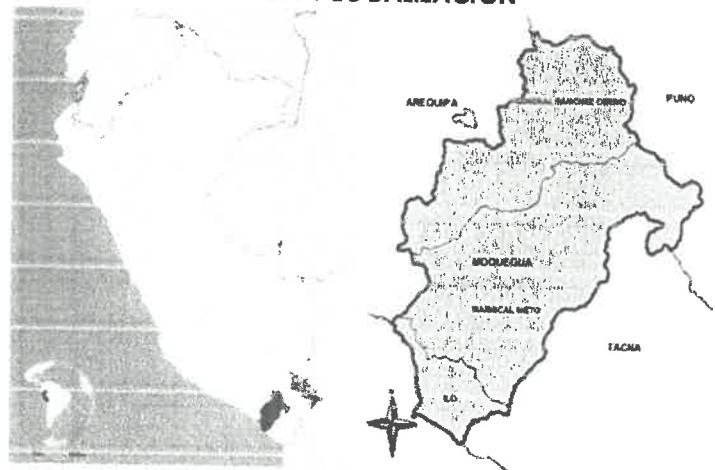 AREQUIPA
GENERAL SANCHEZ CERRO
PUNO
MOQUEGUA
MARISCAL NIETO
TACNA
ILO